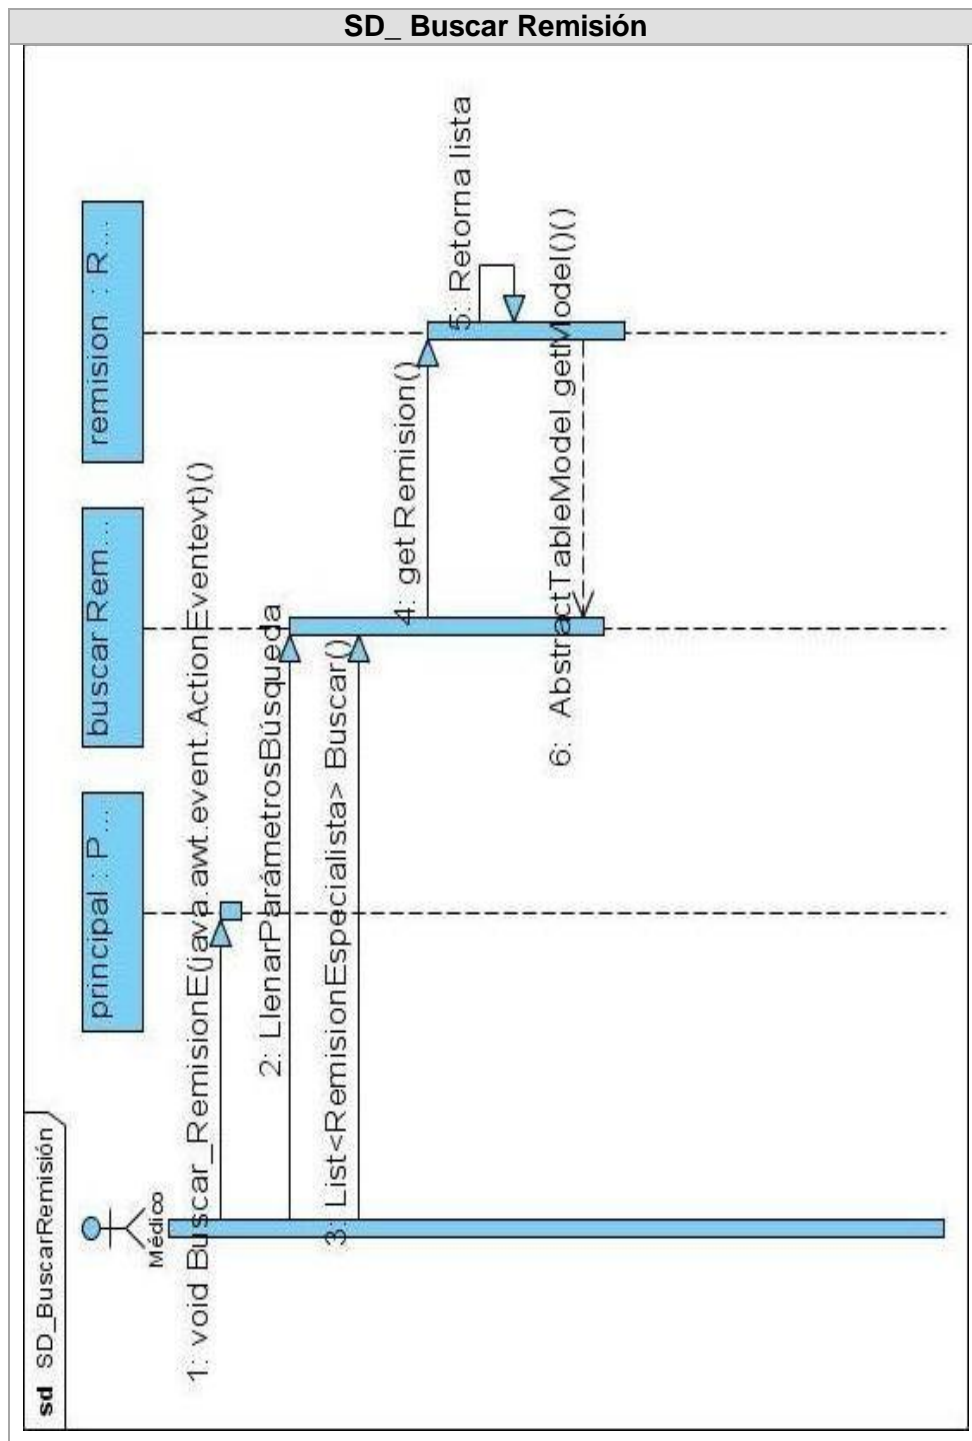 SD_ Buscar Remisión
sd SD_BuscarRemisión
Médico
principal : P...
buscar Rem...
remision : R...
1: void Buscar_RemisionE(java.awt.event.ActionEventevt)()
2: LlenarParámetrosBúsqueda
3: List<RemisionEspecialista> Buscar()
4: get Remision()
5: Retorna lista
6: AbstractTableModel getModel()()